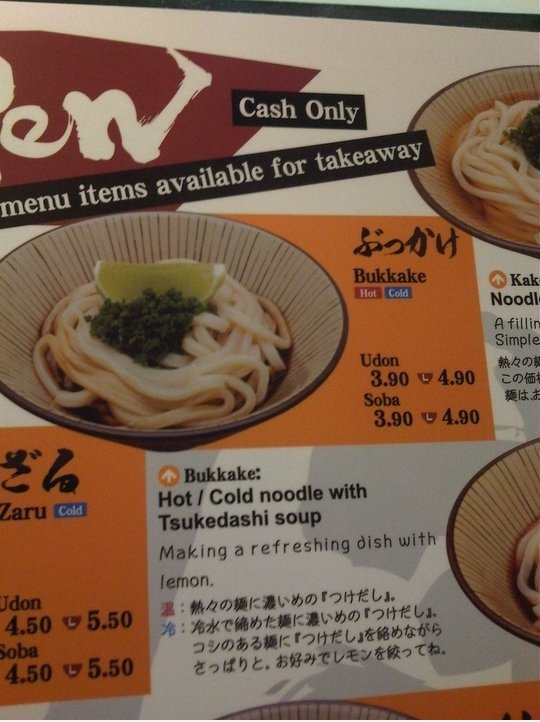 Pen
Cash Only
menu items available for takeaway
ぶっかけ
Bukkake
Hot Cold
Udon
3.90 L 4.90
Soba
3.90 L 4.90
Noodle
A fillin
Simple
熱々の麺
この価格
麺は、お
ざる
Zaru Cold
Udon
4.50 L 5.50
Soba
4.50 L 5.50
Bukkake:
Hot / Cold noodle with
Tsukedashi soup
Making a refreshing dish with
lemon.
温：熱々の麺に濃いめの『つけだし』。
冷：冷水で締めた麺に濃いめの『つけだし』。
コシのある麺に『つけだし』を絡めながら
さっぱりと。お好みでレモンを絞ってね。